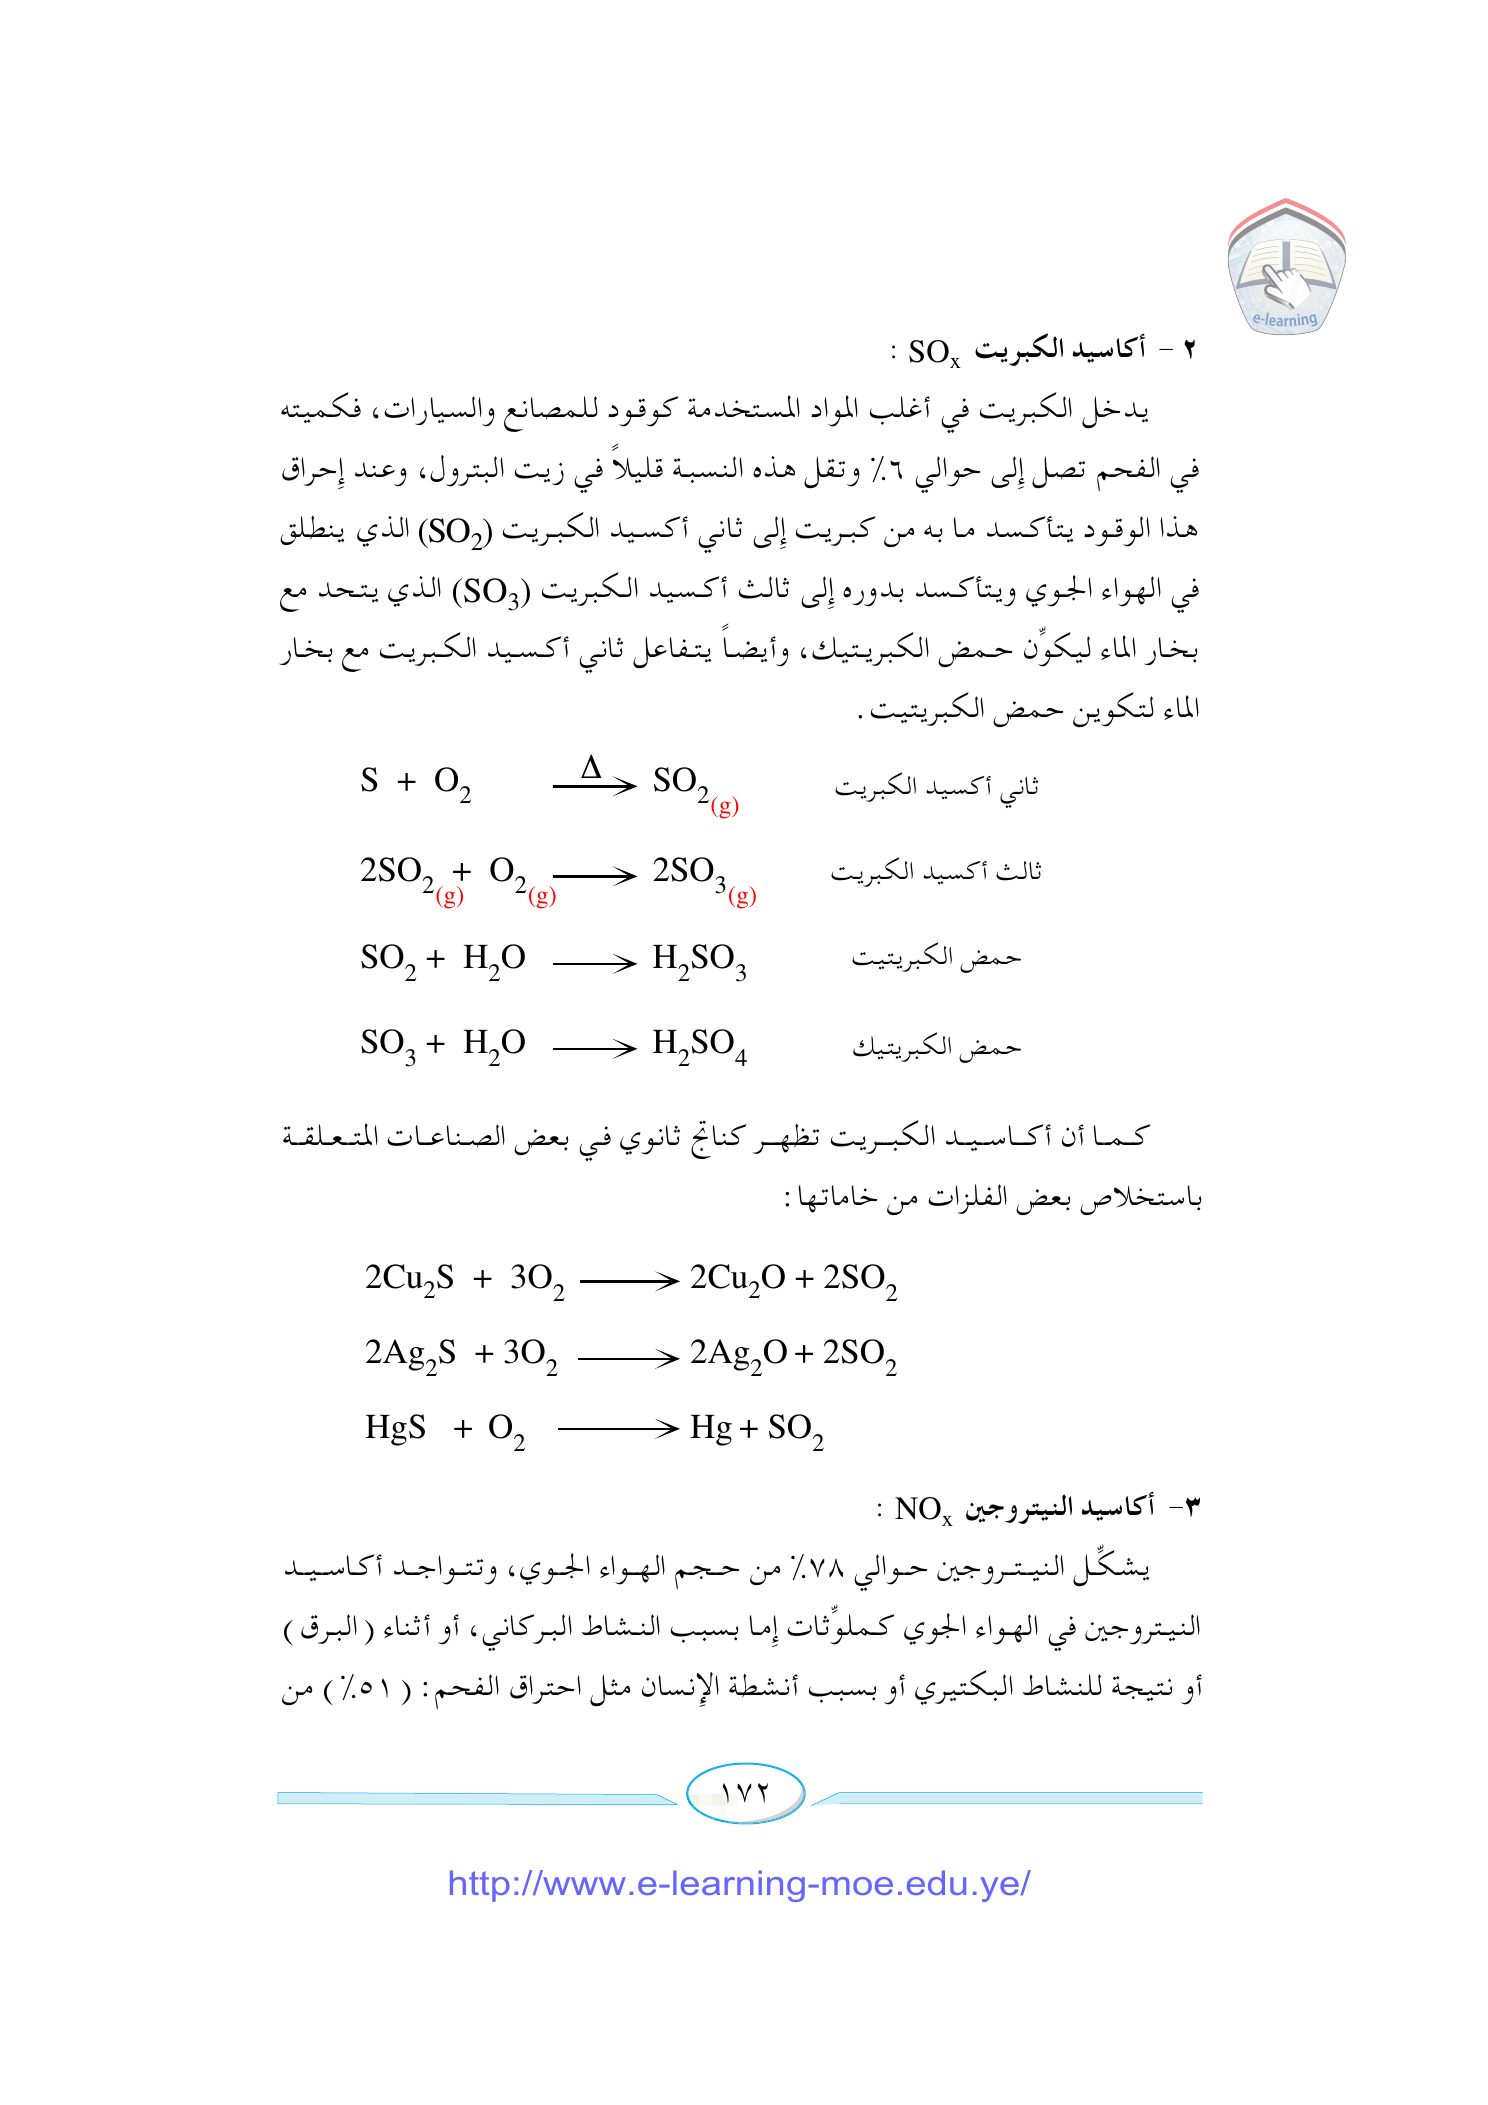 e-learning
٢ – أكاسيد الكبريت SOₓ :
يدخل الكبريت في أغلب المواد المستخدمة كوقود للمصانع والسيارات، فكميته
في الفحم تصل إِلى حوالي ٦٪ وتقل هذه النسبة قليلاً في زيت البترول، وعند إِحراق
هذا الوقود يتأكسد ما به من كبريت إِلى ثاني أكسيد الكبريت (SO₂) الذي ينطلق
في الهواء الجوي ويتأكسد بدوره إِلى ثالث أكسيد الكبريت (SO₃) الذي يتحد مع
بخار الماء ليكوِّن حمض الكبريتيك، وأيضاً يتفاعل ثاني أكسيد الكبريت مع بخار
الماء لتكوين حمض الكبريتيت .
S + O₂ —Δ→ SO₂(g) ثاني أكسيد الكبريت
2SO₂(g) + O₂(g) ⟶ 2SO₃(g) ثالث أكسيد الكبريت
SO₂ + H₂O ⟶ H₂SO₃ حمض الكبريتيت
SO₃ + H₂O ⟶ H₂SO₄ حمض الكبريتيك
كما أن أكاسيد الكبريت تظهر كناتج ثانوي في بعض الصناعات المتعلقة
باستخلاص بعض الفلزات من خاماتها :
2Cu₂S + 3O₂ ⟶ 2Cu₂O + 2SO₂
2Ag₂S + 3O₂ ⟶ 2Ag₂O + 2SO₂
HgS + O₂ ⟶ Hg + SO₂
٣– أكاسيد النيتروجين NOₓ :
يشكِّل النيتروجين حوالي ٧٨٪ من حجم الهواء الجوي، وتتواجد أكاسيد
النيتروجين في الهواء الجوي كملوِّثات إِما بسبب النشاط البركاني، أو أثناء ( البرق )
أو نتيجة للنشاط البكتيري أو بسبب أنشطة الإِنسان مثل احتراق الفحم : ( ٥١٪ ) من
١٧٢
http://www.e-learning-moe.edu.ye/